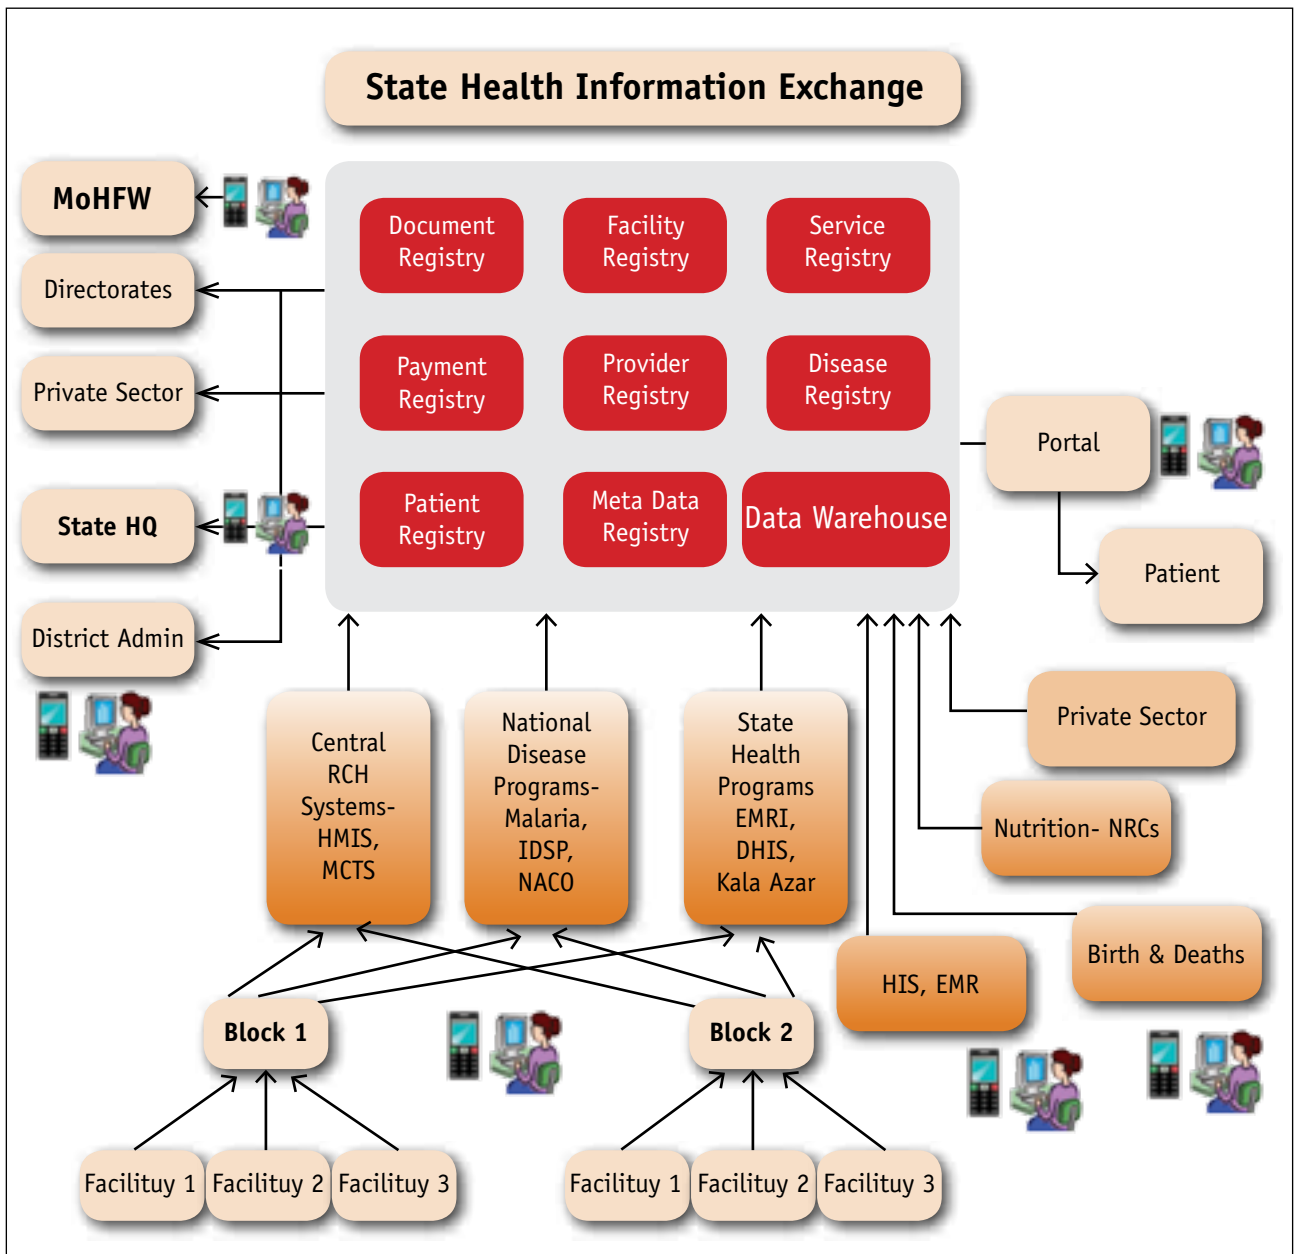 State Health Information Exchange
MoHFW
Directorates
Private Sector
State HQ
District Admin
Document
Registry
Facility
Registry
Service
Registry
Payment
Registry
Provider
Registry
Disease
Registry
Patient
Registry
Meta Data
Registry
Data Warehouse
Portal
Patient
Private Sector
Nutrition- NRCs
Birth & Deaths
HIS, EMR
Central
RCH
Systems-
HMIS,
MCTS
National
Disease
Programs-
Malaria,
IDSP,
NACO
State
Health
Programs
EMRI,
DHIS,
Kala Azar
Block 1
Block 2
Facilituy 1
Facilituy 2
Facilituy 3
Facilituy 1
Facilituy 2
Facilituy 3